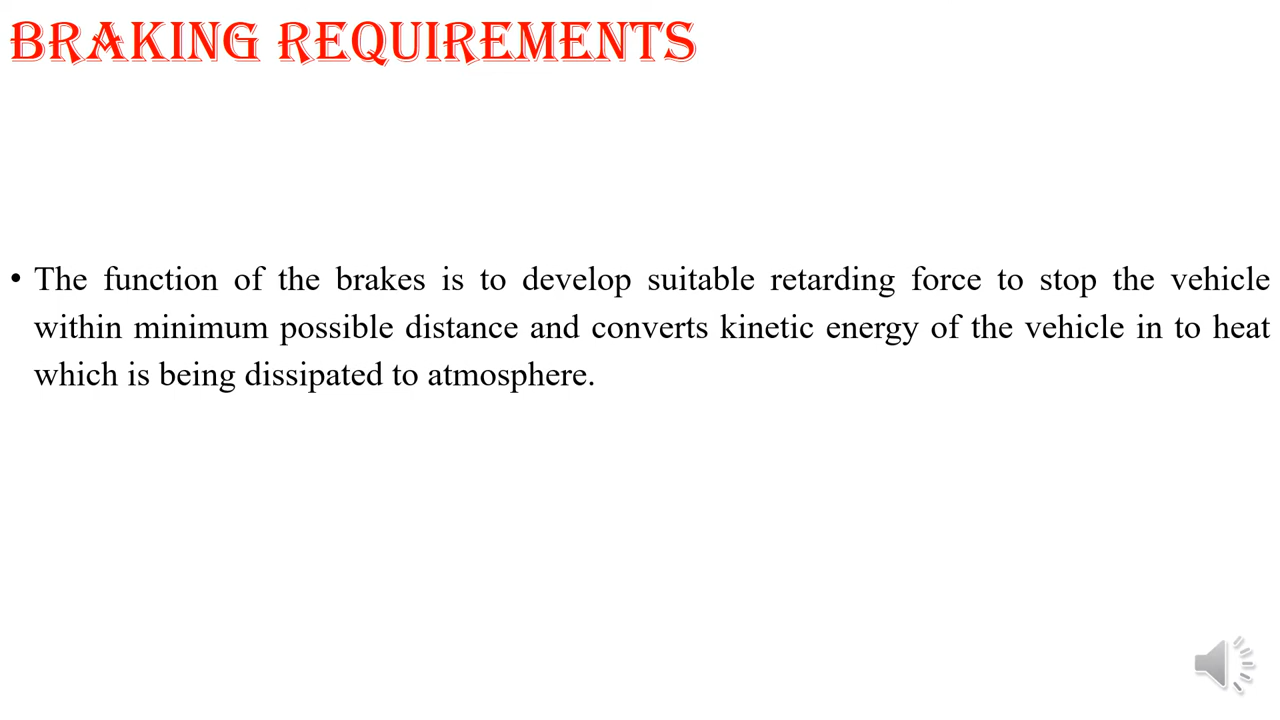 BRAKING REQUIREMENTS
• The function of the brakes is to develop suitable retarding force to stop the vehicle
within minimum possible distance and converts kinetic energy of the vehicle in to heat
which is being dissipated to atmosphere.